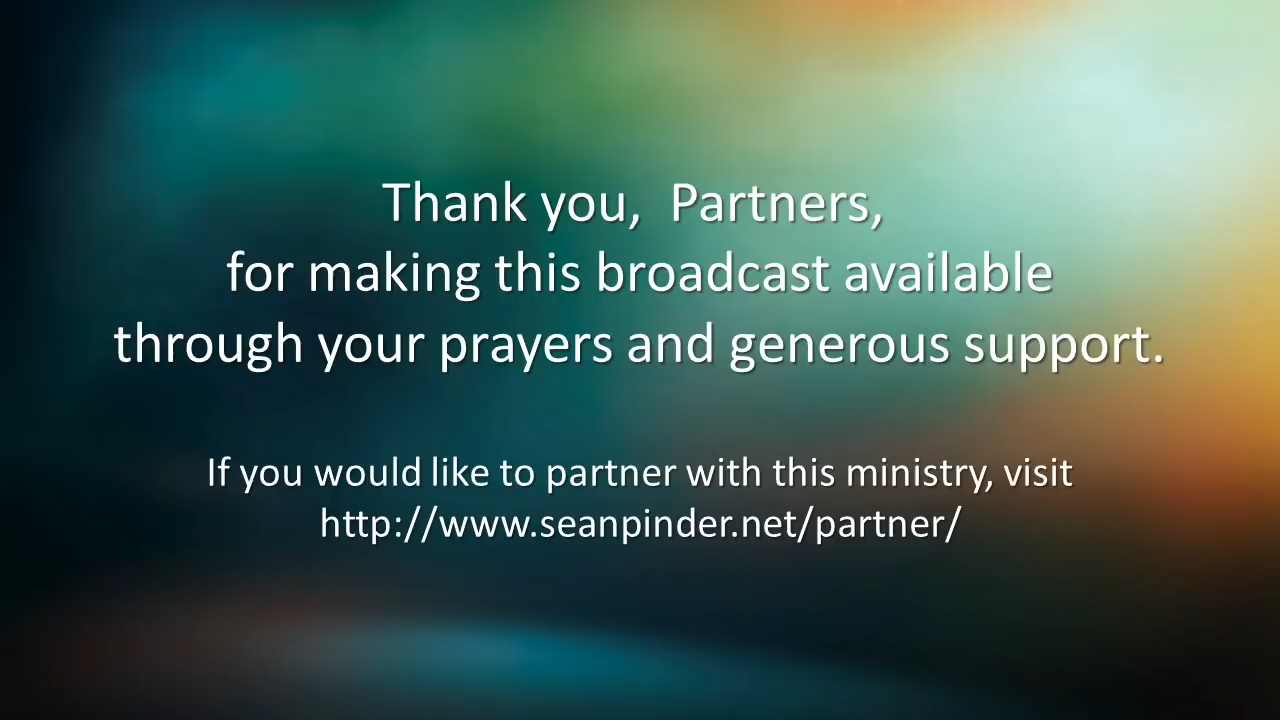 Thank you,  Partners,
for making this broadcast available
through your prayers and generous support.
If you would like to partner with this ministry, visit
http://www.seanpinder.net/partner/